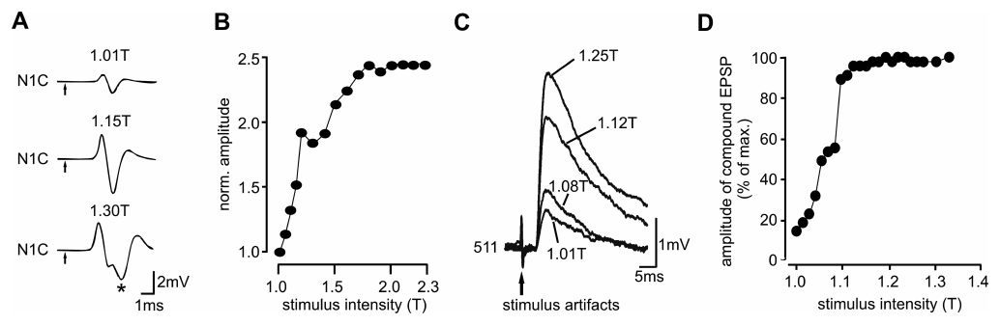 A
1.01T
N1C
1.15T
N1C
1.30T
N1C
*
2mV
1ms
B
norm. amplitude
2.5
2.0
1.5
1.0
1.0 1.5 2.0 2.3
stimulus intensity (T)
C
1.25T
1.12T
1.08T
511
1.01T
1mV
5ms
stimulus artifacts
D
amplitude of compound EPSP
(% of max.)
100
80
60
40
20
0
1.0 1.1 1.2 1.3 1.4
stimulus intensity (T)